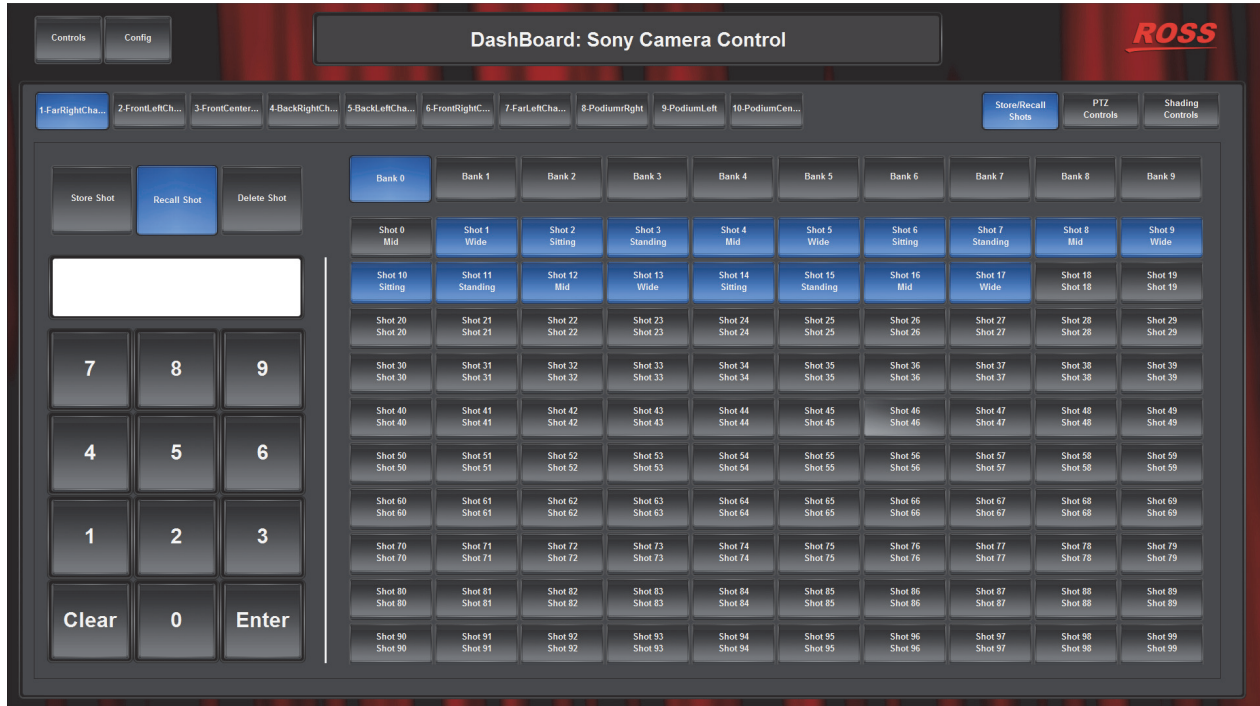 Controls Config DashBoard: Sony Camera Control ROSS
1-FarRightCha... 2-FrontLeftCh... 3-FrontCenter... 4-BackRightCh... 5-BackLeftCha... 6-FrontRightC... 7-FarLeftCha... 8-PodiumrRght 9-PodiumLeft 10-PodiumCen... Store/Recall Shots PTZ Controls Shading Controls
Store Shot Recall Shot Delete Shot
7 8 9
4 5 6
1 2 3
Clear 0 Enter
Bank 0 Bank 1 Bank 2 Bank 3 Bank 4 Bank 5 Bank 6 Bank 7 Bank 8 Bank 9
Shot 0 Shot 1 Shot 2 Shot 3 Shot 4 Shot 5 Shot 6 Shot 7 Shot 8 Shot 9
Mid Wide Sitting Standing Mid Wide Sitting Standing Mid Wide
Shot 10 Shot 11 Shot 12 Shot 13 Shot 14 Shot 15 Shot 16 Shot 17 Shot 18 Shot 19
Sitting Standing Mid Wide Sitting Standing Mid Wide Shot 18 Shot 19
Shot 20 Shot 21 Shot 22 Shot 23 Shot 24 Shot 25 Shot 26 Shot 27 Shot 28 Shot 29
Shot 20 Shot 21 Shot 22 Shot 23 Shot 24 Shot 25 Shot 26 Shot 27 Shot 28 Shot 29
Shot 30 Shot 31 Shot 32 Shot 33 Shot 34 Shot 35 Shot 36 Shot 37 Shot 38 Shot 39
Shot 30 Shot 31 Shot 32 Shot 33 Shot 34 Shot 35 Shot 36 Shot 37 Shot 38 Shot 39
Shot 40 Shot 41 Shot 42 Shot 43 Shot 44 Shot 45 Shot 46 Shot 47 Shot 48 Shot 49
Shot 40 Shot 41 Shot 42 Shot 43 Shot 44 Shot 45 Shot 46 Shot 47 Shot 48 Shot 49
Shot 50 Shot 51 Shot 52 Shot 53 Shot 54 Shot 55 Shot 56 Shot 57 Shot 58 Shot 59
Shot 50 Shot 51 Shot 52 Shot 53 Shot 54 Shot 55 Shot 56 Shot 57 Shot 58 Shot 59
Shot 60 Shot 61 Shot 62 Shot 63 Shot 64 Shot 65 Shot 66 Shot 67 Shot 68 Shot 69
Shot 60 Shot 61 Shot 62 Shot 63 Shot 64 Shot 65 Shot 66 Shot 67 Shot 68 Shot 69
Shot 70 Shot 71 Shot 72 Shot 73 Shot 74 Shot 75 Shot 76 Shot 77 Shot 78 Shot 79
Shot 70 Shot 71 Shot 72 Shot 73 Shot 74 Shot 75 Shot 76 Shot 77 Shot 78 Shot 79
Shot 80 Shot 81 Shot 82 Shot 83 Shot 84 Shot 85 Shot 86 Shot 87 Shot 88 Shot 89
Shot 80 Shot 81 Shot 82 Shot 83 Shot 84 Shot 85 Shot 86 Shot 87 Shot 88 Shot 89
Shot 90 Shot 91 Shot 92 Shot 93 Shot 94 Shot 95 Shot 96 Shot 97 Shot 98 Shot 99
Shot 90 Shot 91 Shot 92 Shot 93 Shot 94 Shot 95 Shot 96 Shot 97 Shot 98 Shot 99